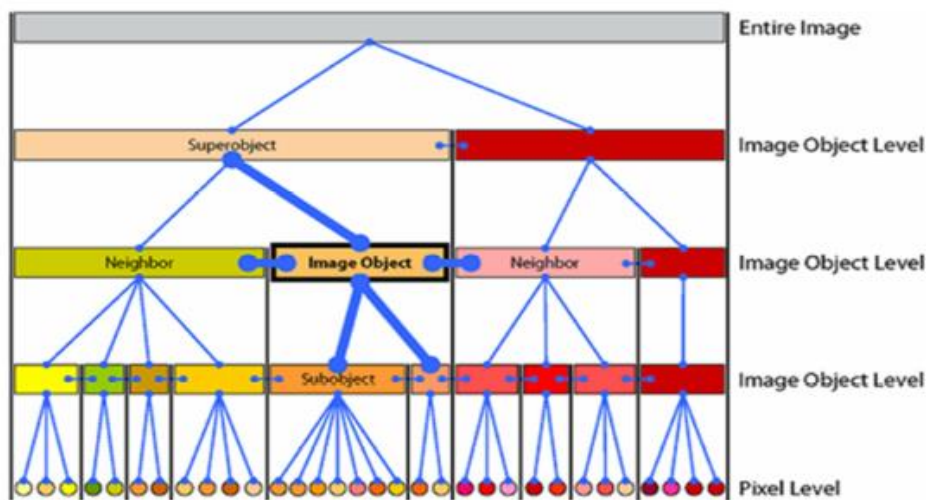 Entire Image
Superobject
Image Object Level
Neighbor
Image Object
Neighbor
Image Object Level
Subobject
Image Object Level
Pixel Level